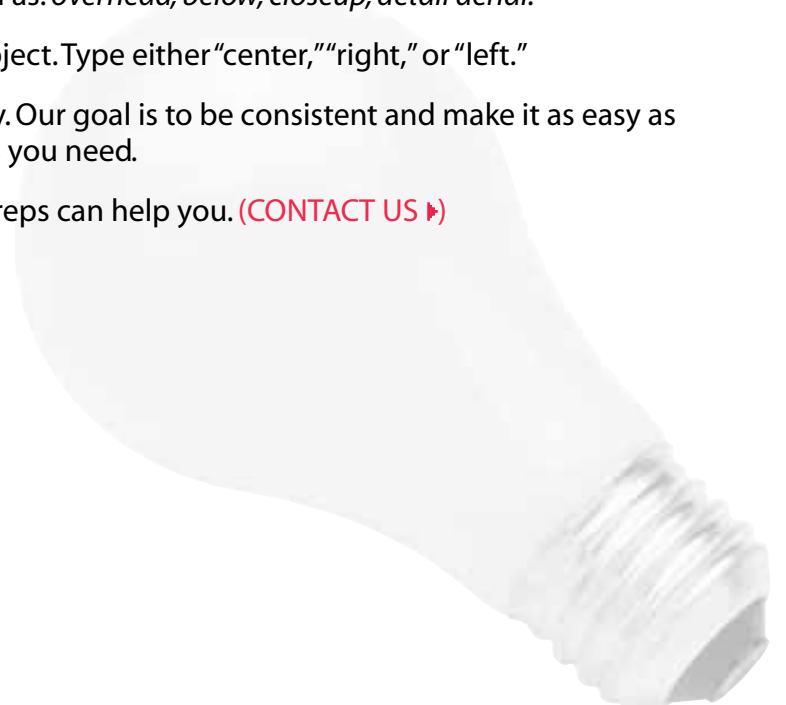 us: overhead, below, closeup, detail aerial.
ject. Type either “center,” “right,” or “left.”
. Our goal is to be consistent and make it as easy as
you need.
reps can help you. (CONTACT US